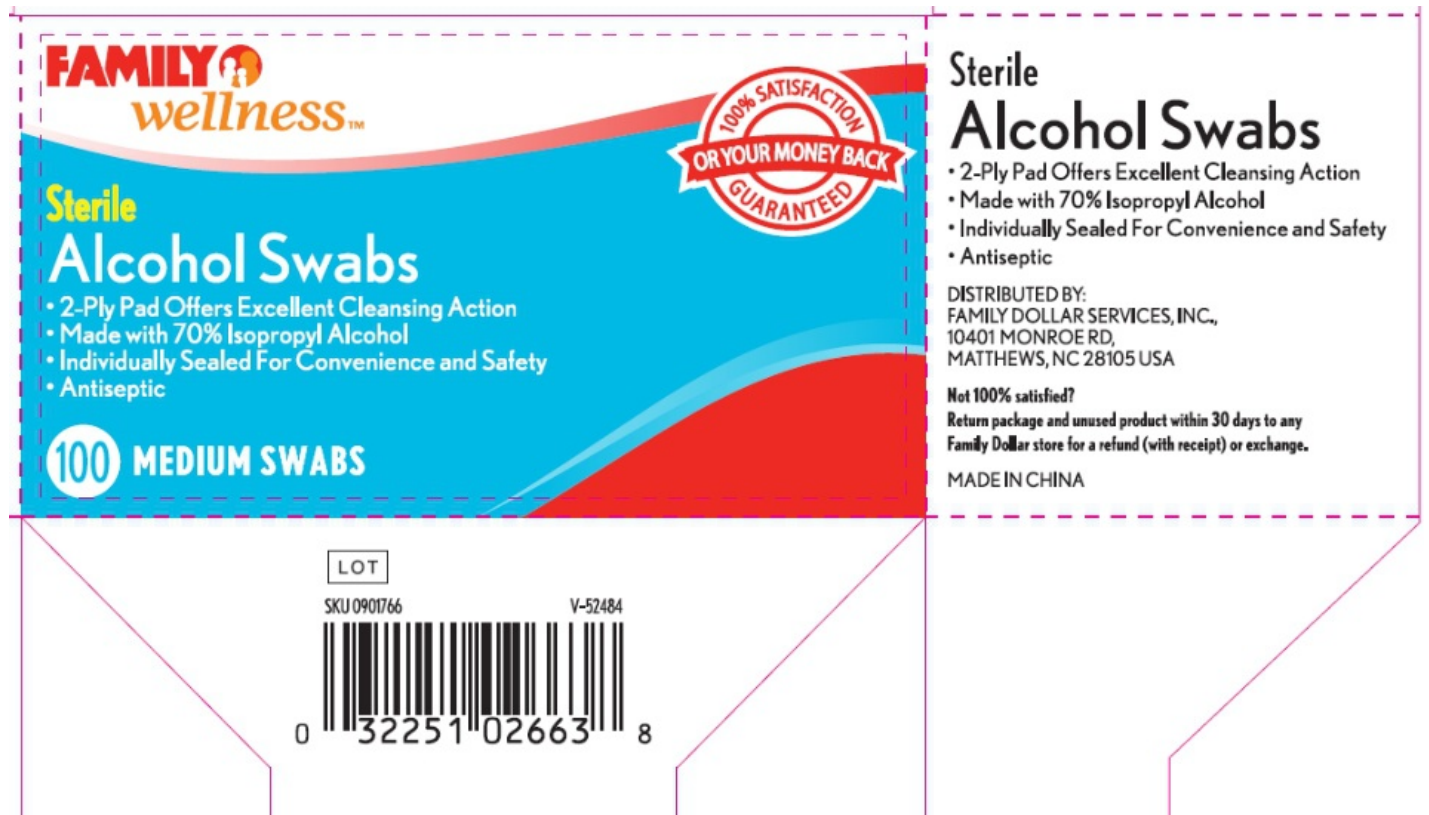 FAMILY
wellness™
100% SATISFACTION
OR YOUR MONEY BACK
GUARANTEED
Sterile
Alcohol Swabs
• 2-Ply Pad Offers Excellent Cleansing Action
• Made with 70% Isopropyl Alcohol
• Individually Sealed For Convenience and Safety
• Antiseptic
100 MEDIUM SWABS
Sterile
Alcohol Swabs
• 2-Ply Pad Offers Excellent Cleansing Action
• Made with 70% Isopropyl Alcohol
• Individually Sealed For Convenience and Safety
• Antiseptic
DISTRIBUTED BY:
FAMILY DOLLAR SERVICES, INC.,
10401 MONROE RD,
MATTHEWS, NC 28105 USA
Not 100% satisfied?
Return package and unused product within 30 days to any
Family Dollar store for a refund (with receipt) or exchange.
MADE IN CHINA
LOT
SKU 0901766 V-52484
0 32251 02663 8